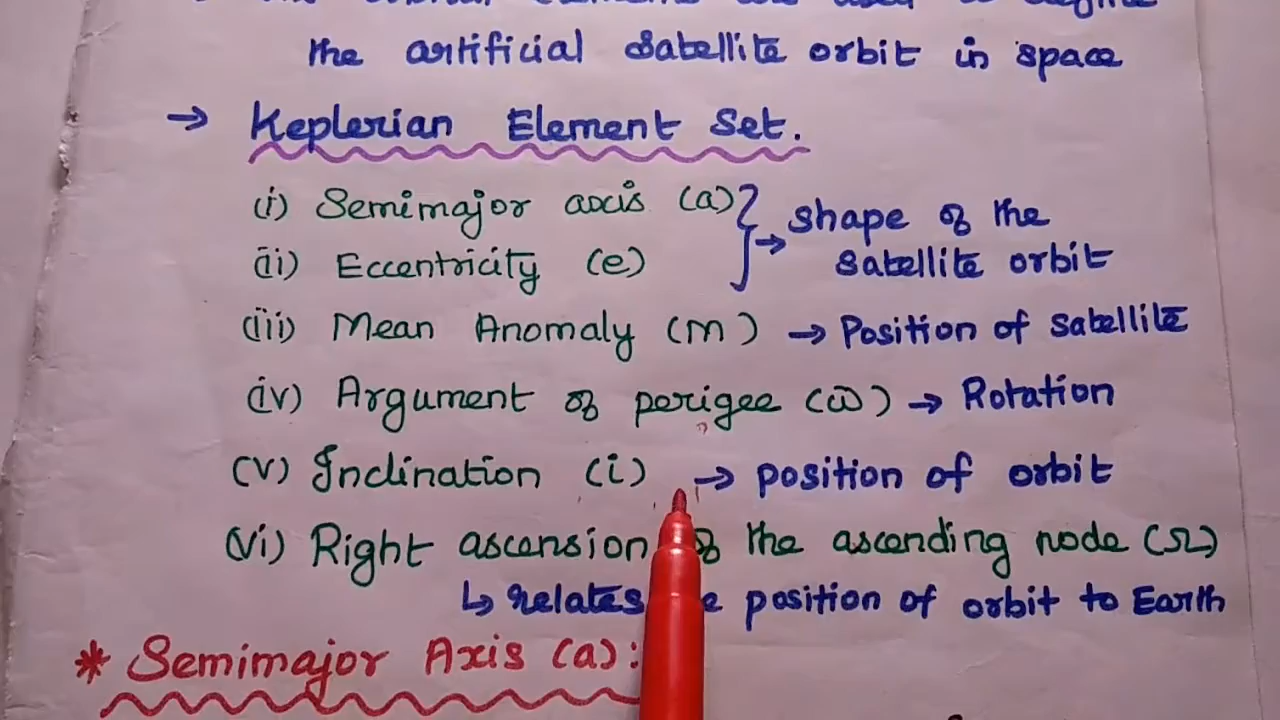 the artificial satellite orbit in space
→ Keplerian Element Set.
(i) Semimajor axis (a)
(ii) Eccentricity (e)
} → shape of the
satellite orbit
(iii) Mean Anomaly (m) → Position of satellite
(iv) Argument of perigee (ω) → Rotation
(v) Inclination (i) → position of orbit
(vi) Right ascension of the ascending node (Ω)
↳ relates position of orbit to Earth
* Semimajor Axis (a):